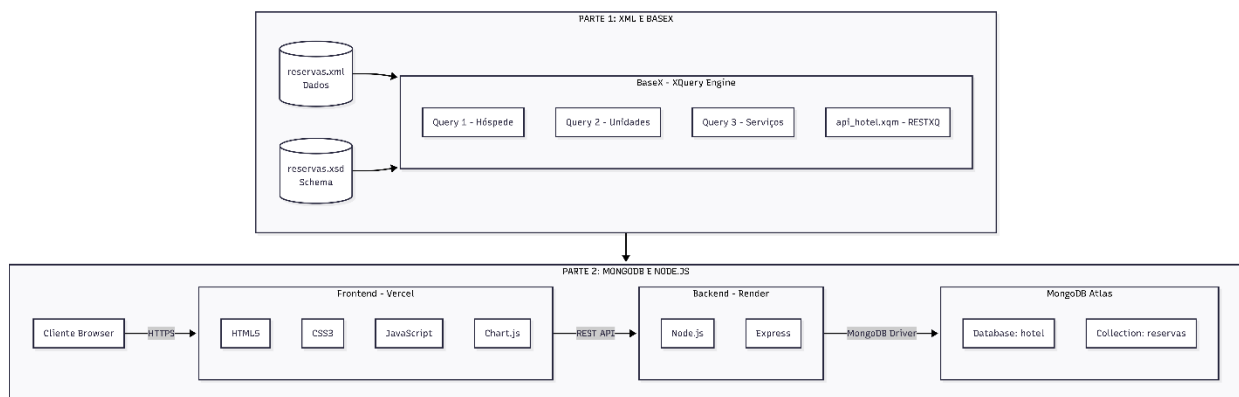 PARTE 1: XML E BASEX
reservas.xml
Dados
BaseX - XQuery Engine
Query 1 - Hóspede
Query 2 - Unidades
Query 3 - Serviços
api_hotel.xqm - RESTXQ
reservas.xsd
Schema
PARTE 2: MONGODB E NODE.JS
Frontend - Vercel
Backend - Render
MongoDB Atlas
Cliente Browser
HTTPS
HTML5
CSS3
JavaScript
Chart.js
REST API
Node.js
Express
MongoDB Driver
Database: hotel
Collection: reservas